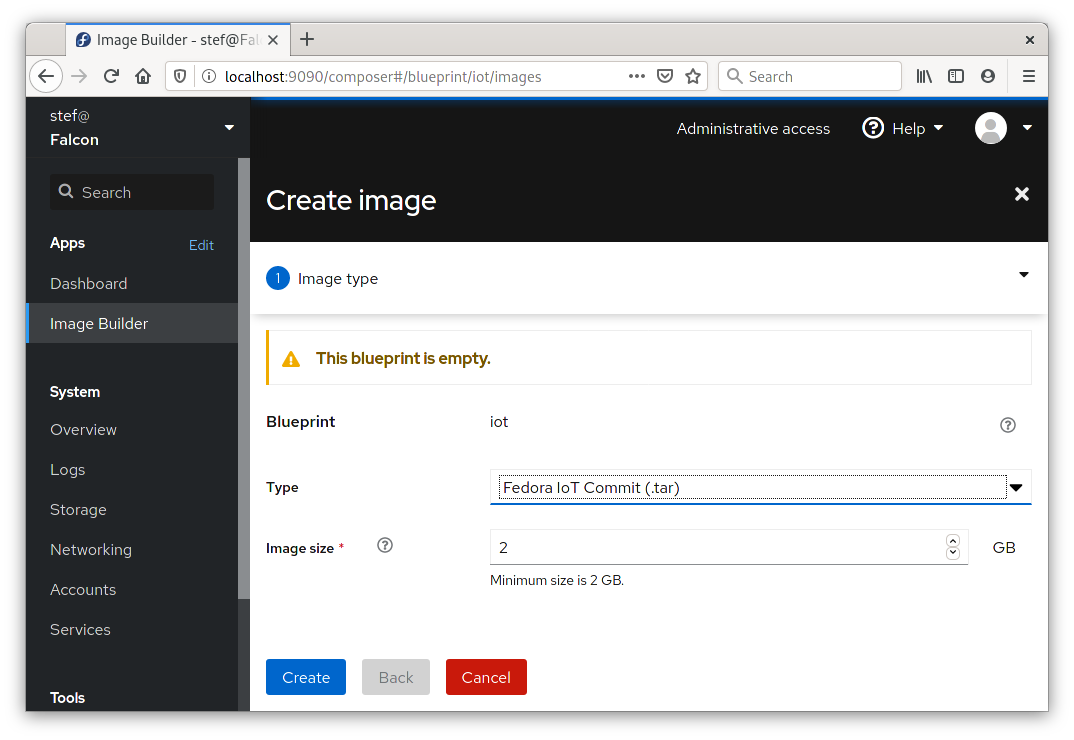 Image Builder - stef@Fal
localhost:9090/composer#/blueprint/iot/images
Search
stef@
Falcon
Administrative access
Help
Search
Create image
Apps
Edit
Dashboard
1 Image type
Image Builder
This blueprint is empty.
System
Blueprint
iot
Overview
Logs
Type
Fedora IoT Commit (.tar)
Storage
Networking
Image size *
2
GB
Minimum size is 2 GB.
Accounts
Services
Create
Back
Cancel
Tools